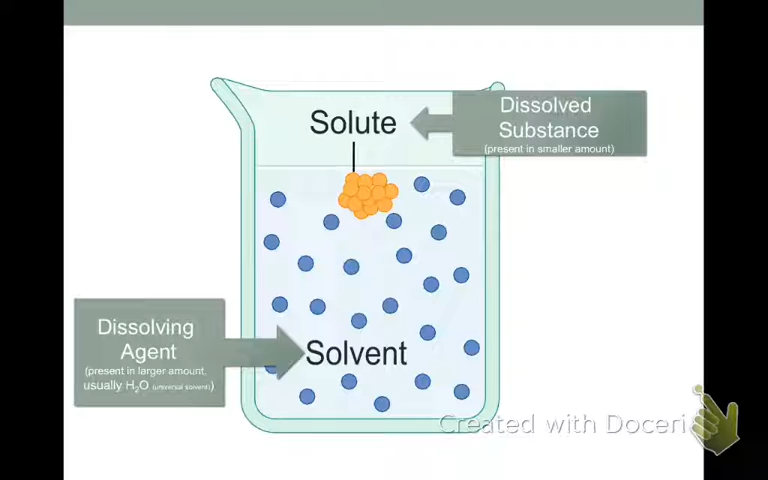 Solute
Dissolved
Substance
(present in smaller amount)
Dissolving
Agent
(present in larger amount,
usually H₂O (universal solvent))
Solvent
Created with Doceri